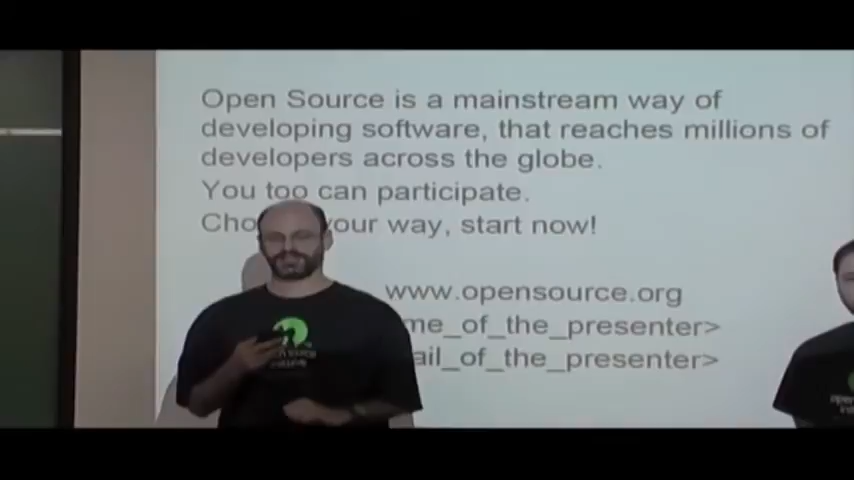 Open Source is a mainstream way of
developing software, that reaches millions of
developers across the globe.
You too can participate.
your way, start now!
www.opensource.org
me_of_the_presenter>
ail_of_the_presenter>